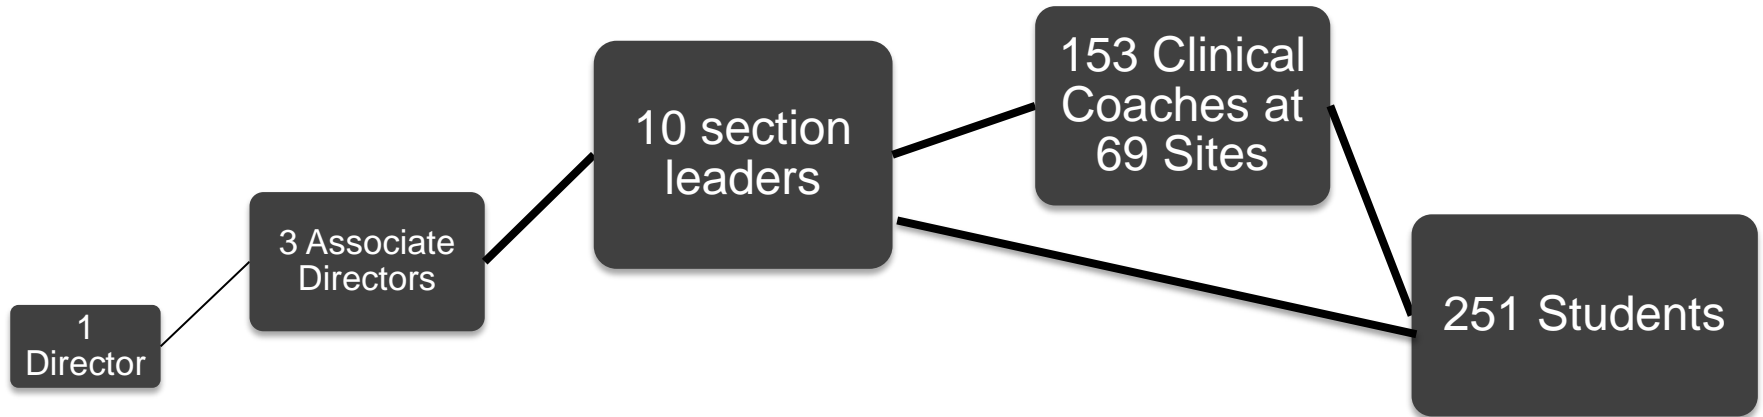 1
Director
3 Associate
Directors
10 section
leaders
153 Clinical
Coaches at
69 Sites
251 Students